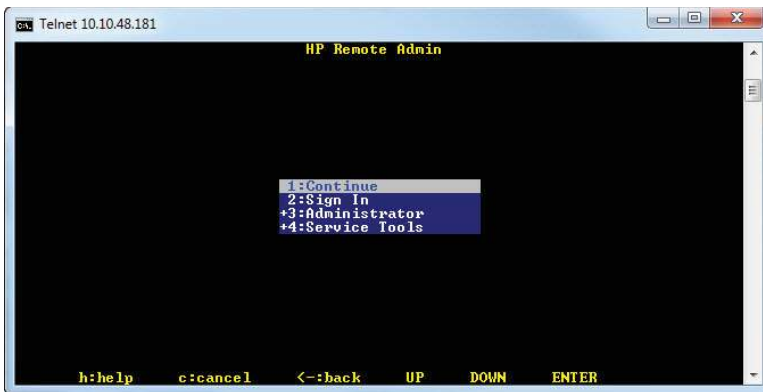 Telnet 10.10.48.181
HP Remote Admin
1:Continue
2:Sign In
+3:Administrator
+4:Service Tools
h:help c:cancel <-:back UP DOWN ENTER